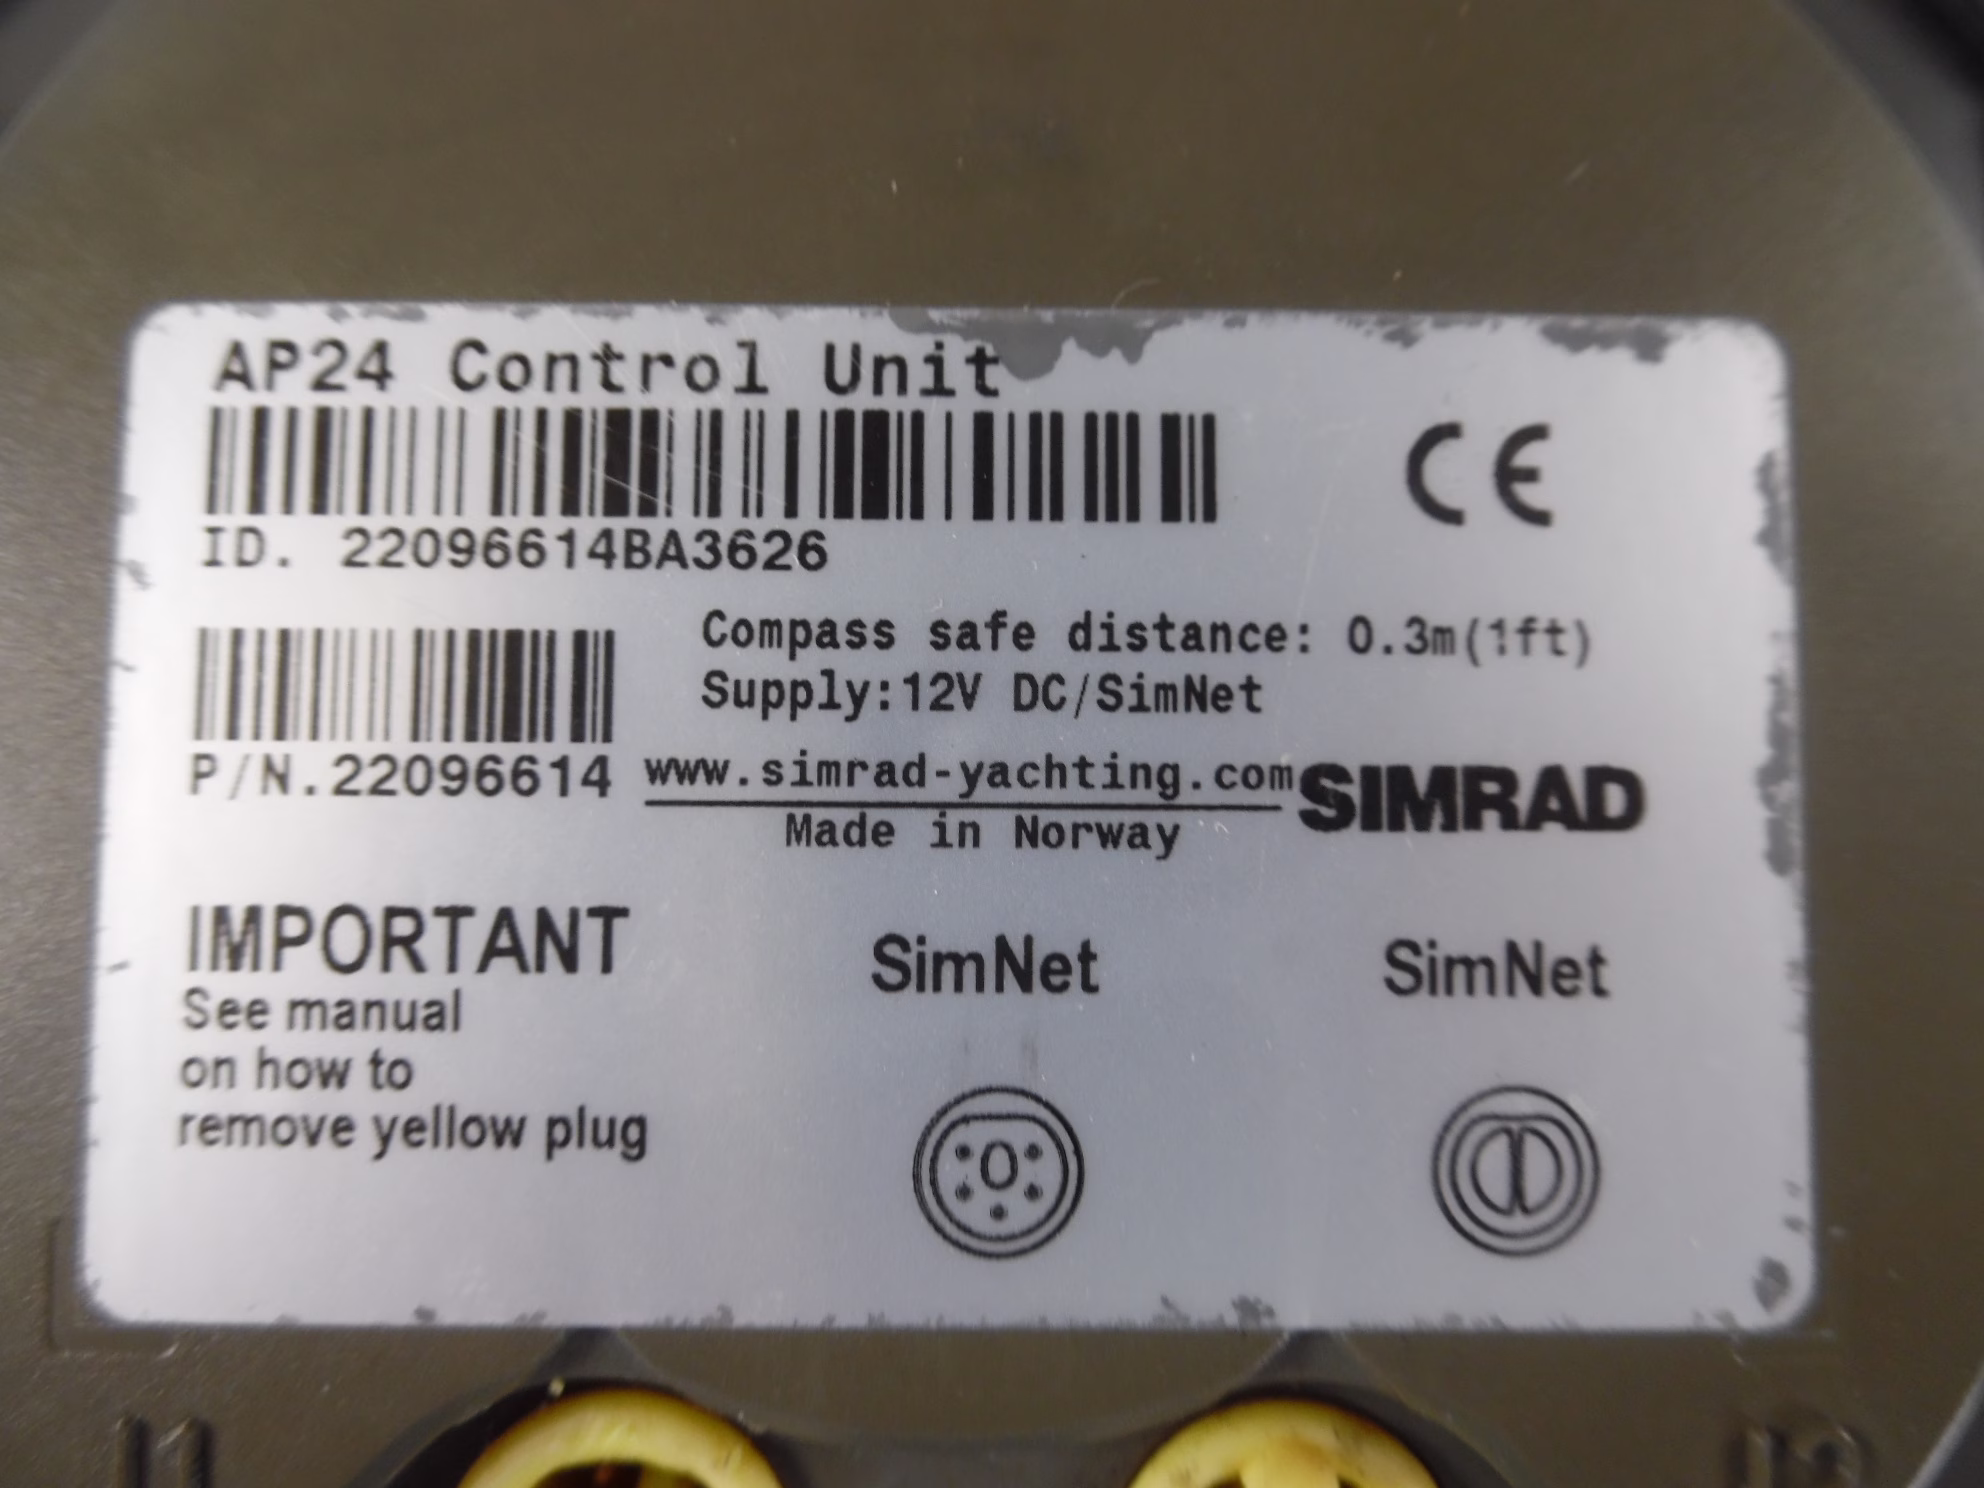 AP24 Control Unit
CE
ID. 22096614BA3626
Compass safe distance: 0.3m(1ft)
Supply:12V DC/SimNet
P/N.22096614
www.simrad-yachting.com
SIMRAD
Made in Norway
IMPORTANT
See manual
on how to
remove yellow plug
SimNet
SimNet